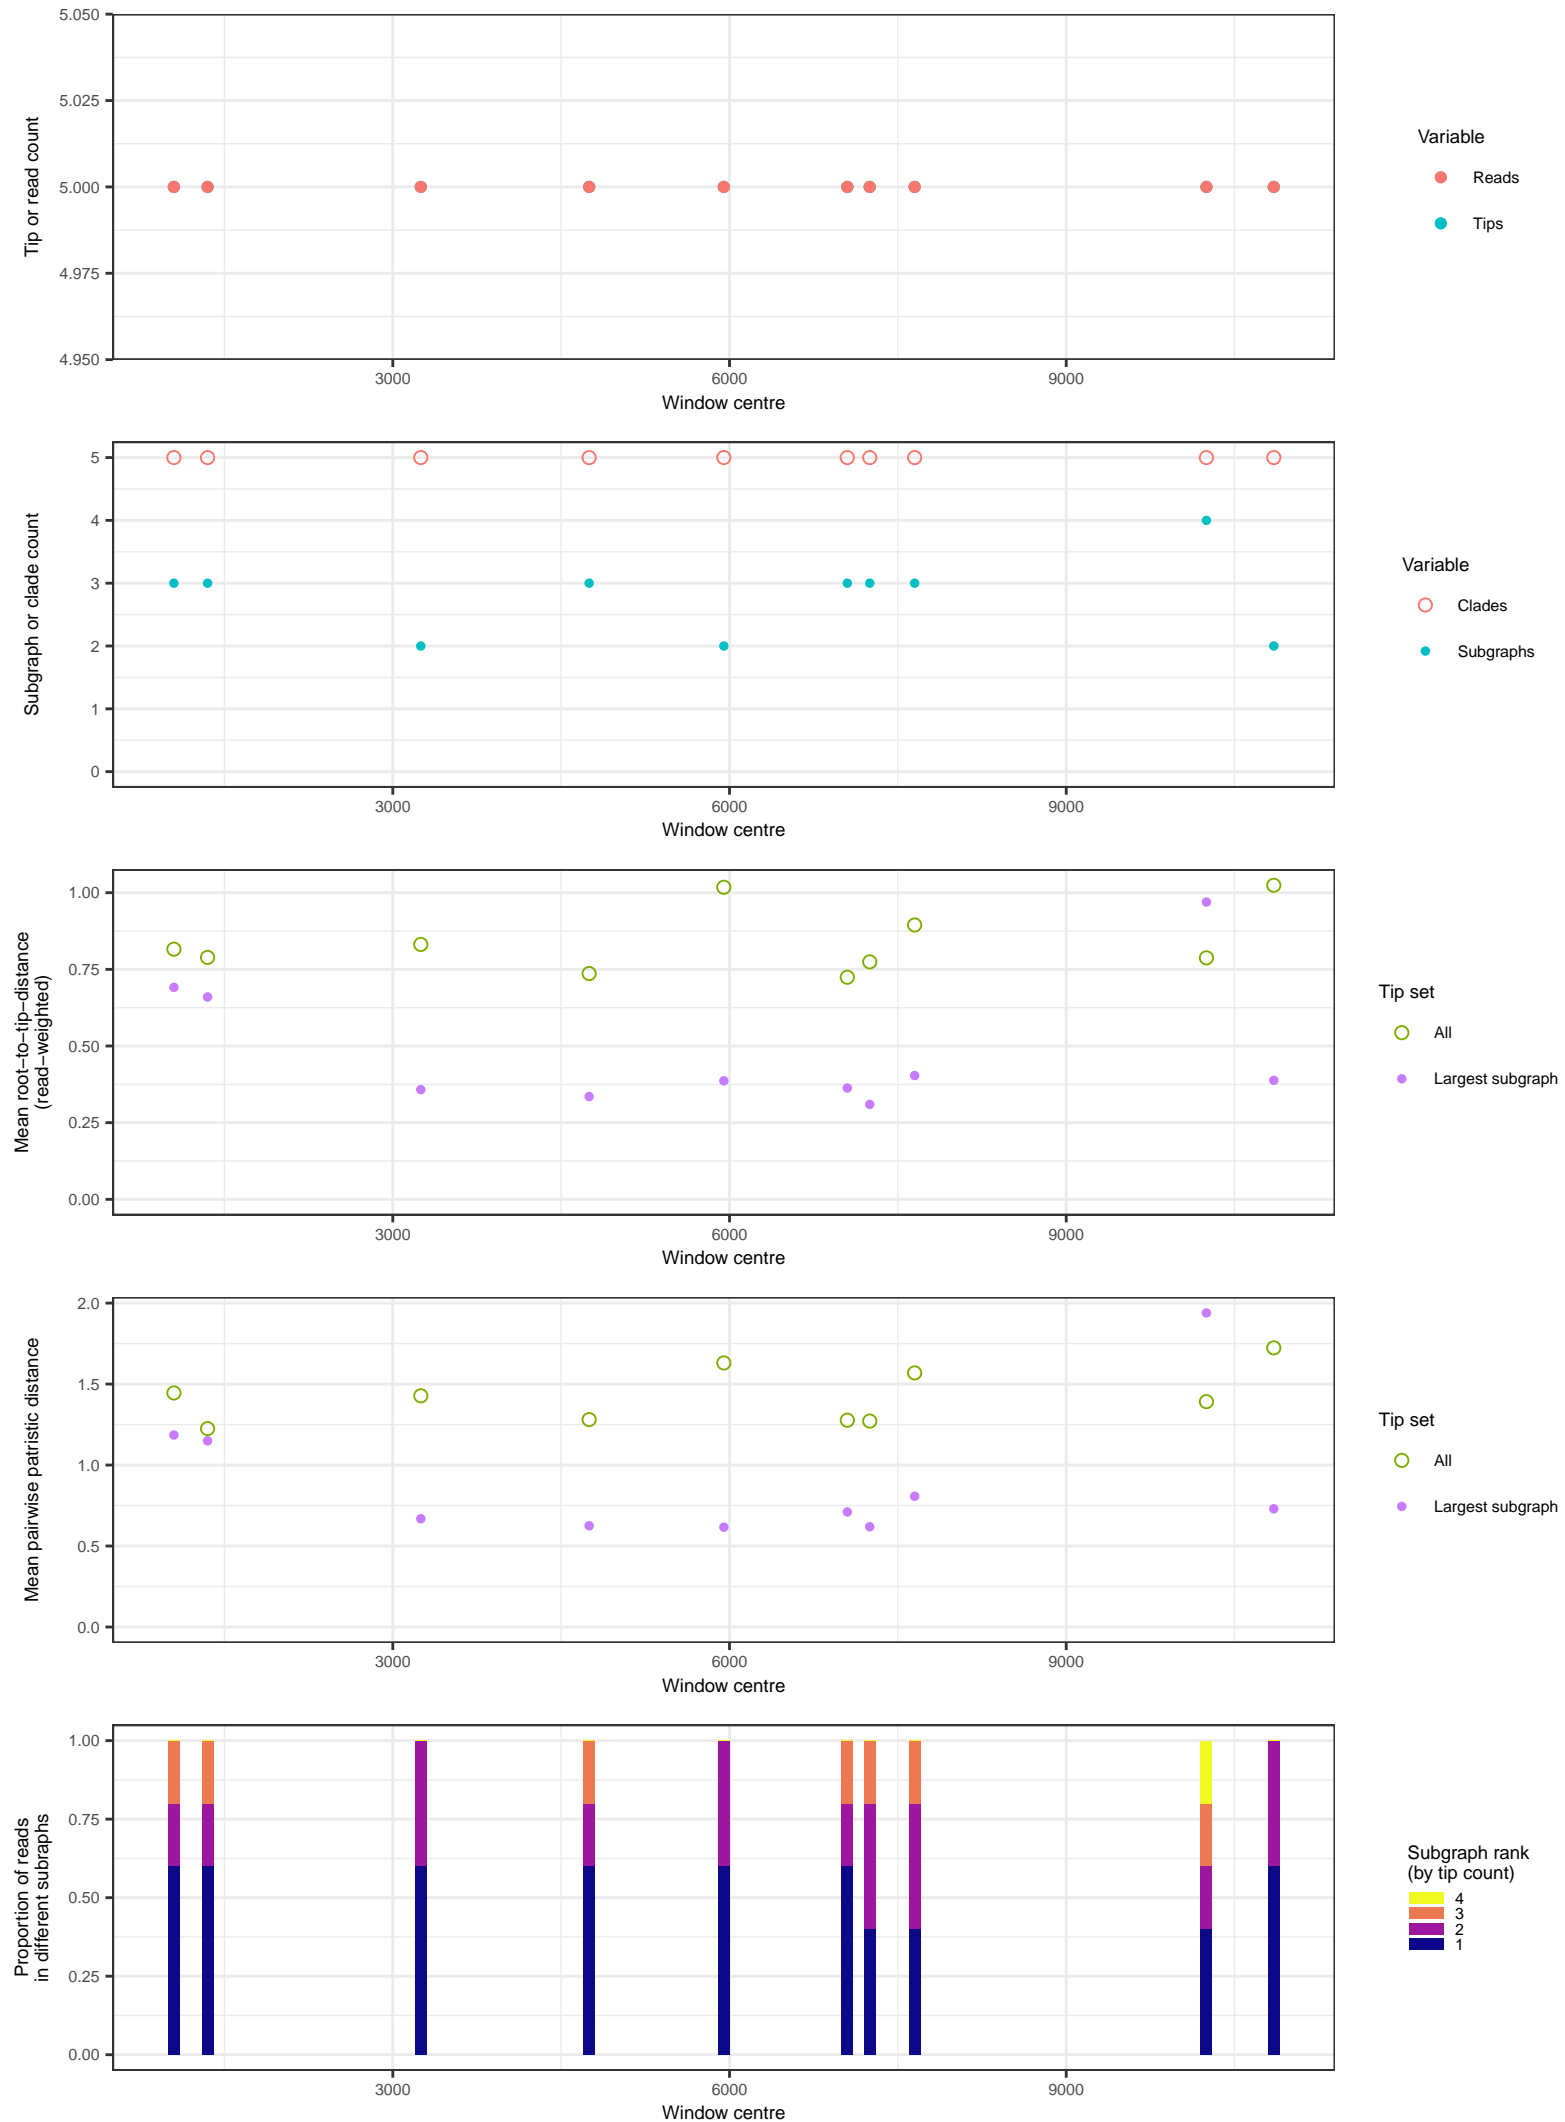 5.050
5.025
5.000
4.975
4.950
Tip or read count
3000 6000 9000
Window centre
Variable
Reads
Tips
5
4
3
2
1
0
Subgraph or clade count
3000 6000 9000
Window centre
Variable
Clades
Subgraphs
1.00
0.75
0.50
0.25
0.00
Mean root−to−tip−distance
(read−weighted)
3000 6000 9000
Window centre
Tip set
All
Largest subgraph
2.0
1.5
1.0
0.5
0.0
Mean pairwise patristic distance
3000 6000 9000
Window centre
Tip set
All
Largest subgraph
1.00
0.75
0.50
0.25
0.00
Proportion of reads
in different subraphs
3000 6000 9000
Window centre
Subgraph rank
(by tip count)
4
3
2
1